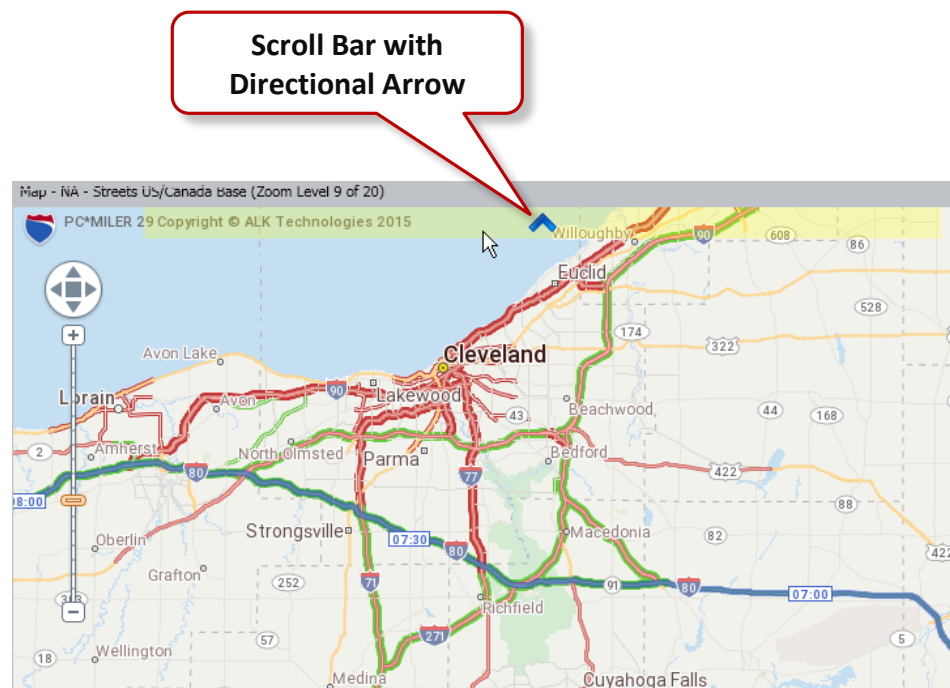 Scroll Bar with
Directional Arrow
Map - NA - Streets US/Canada Base (Zoom Level 9 of 20)
PC*MILER 29 Copyright © ALK Technologies 2015
Willoughby
90
608
86
Euclid
528
174
322
Avon Lake
Cleveland
90
Lorain
Avon
Lakewood
Beachwood
43
44
168
2
Amherst
North Olmsted
Parma
Bedford
80
77
422
8:00
88
Strongsville
Macedonia
82
07:30
80
Oberlin
422
Grafton
252
71
91
80
07:00
Richfield
57
271
5
18
Wellington
Medina
Cuyahoga Falls